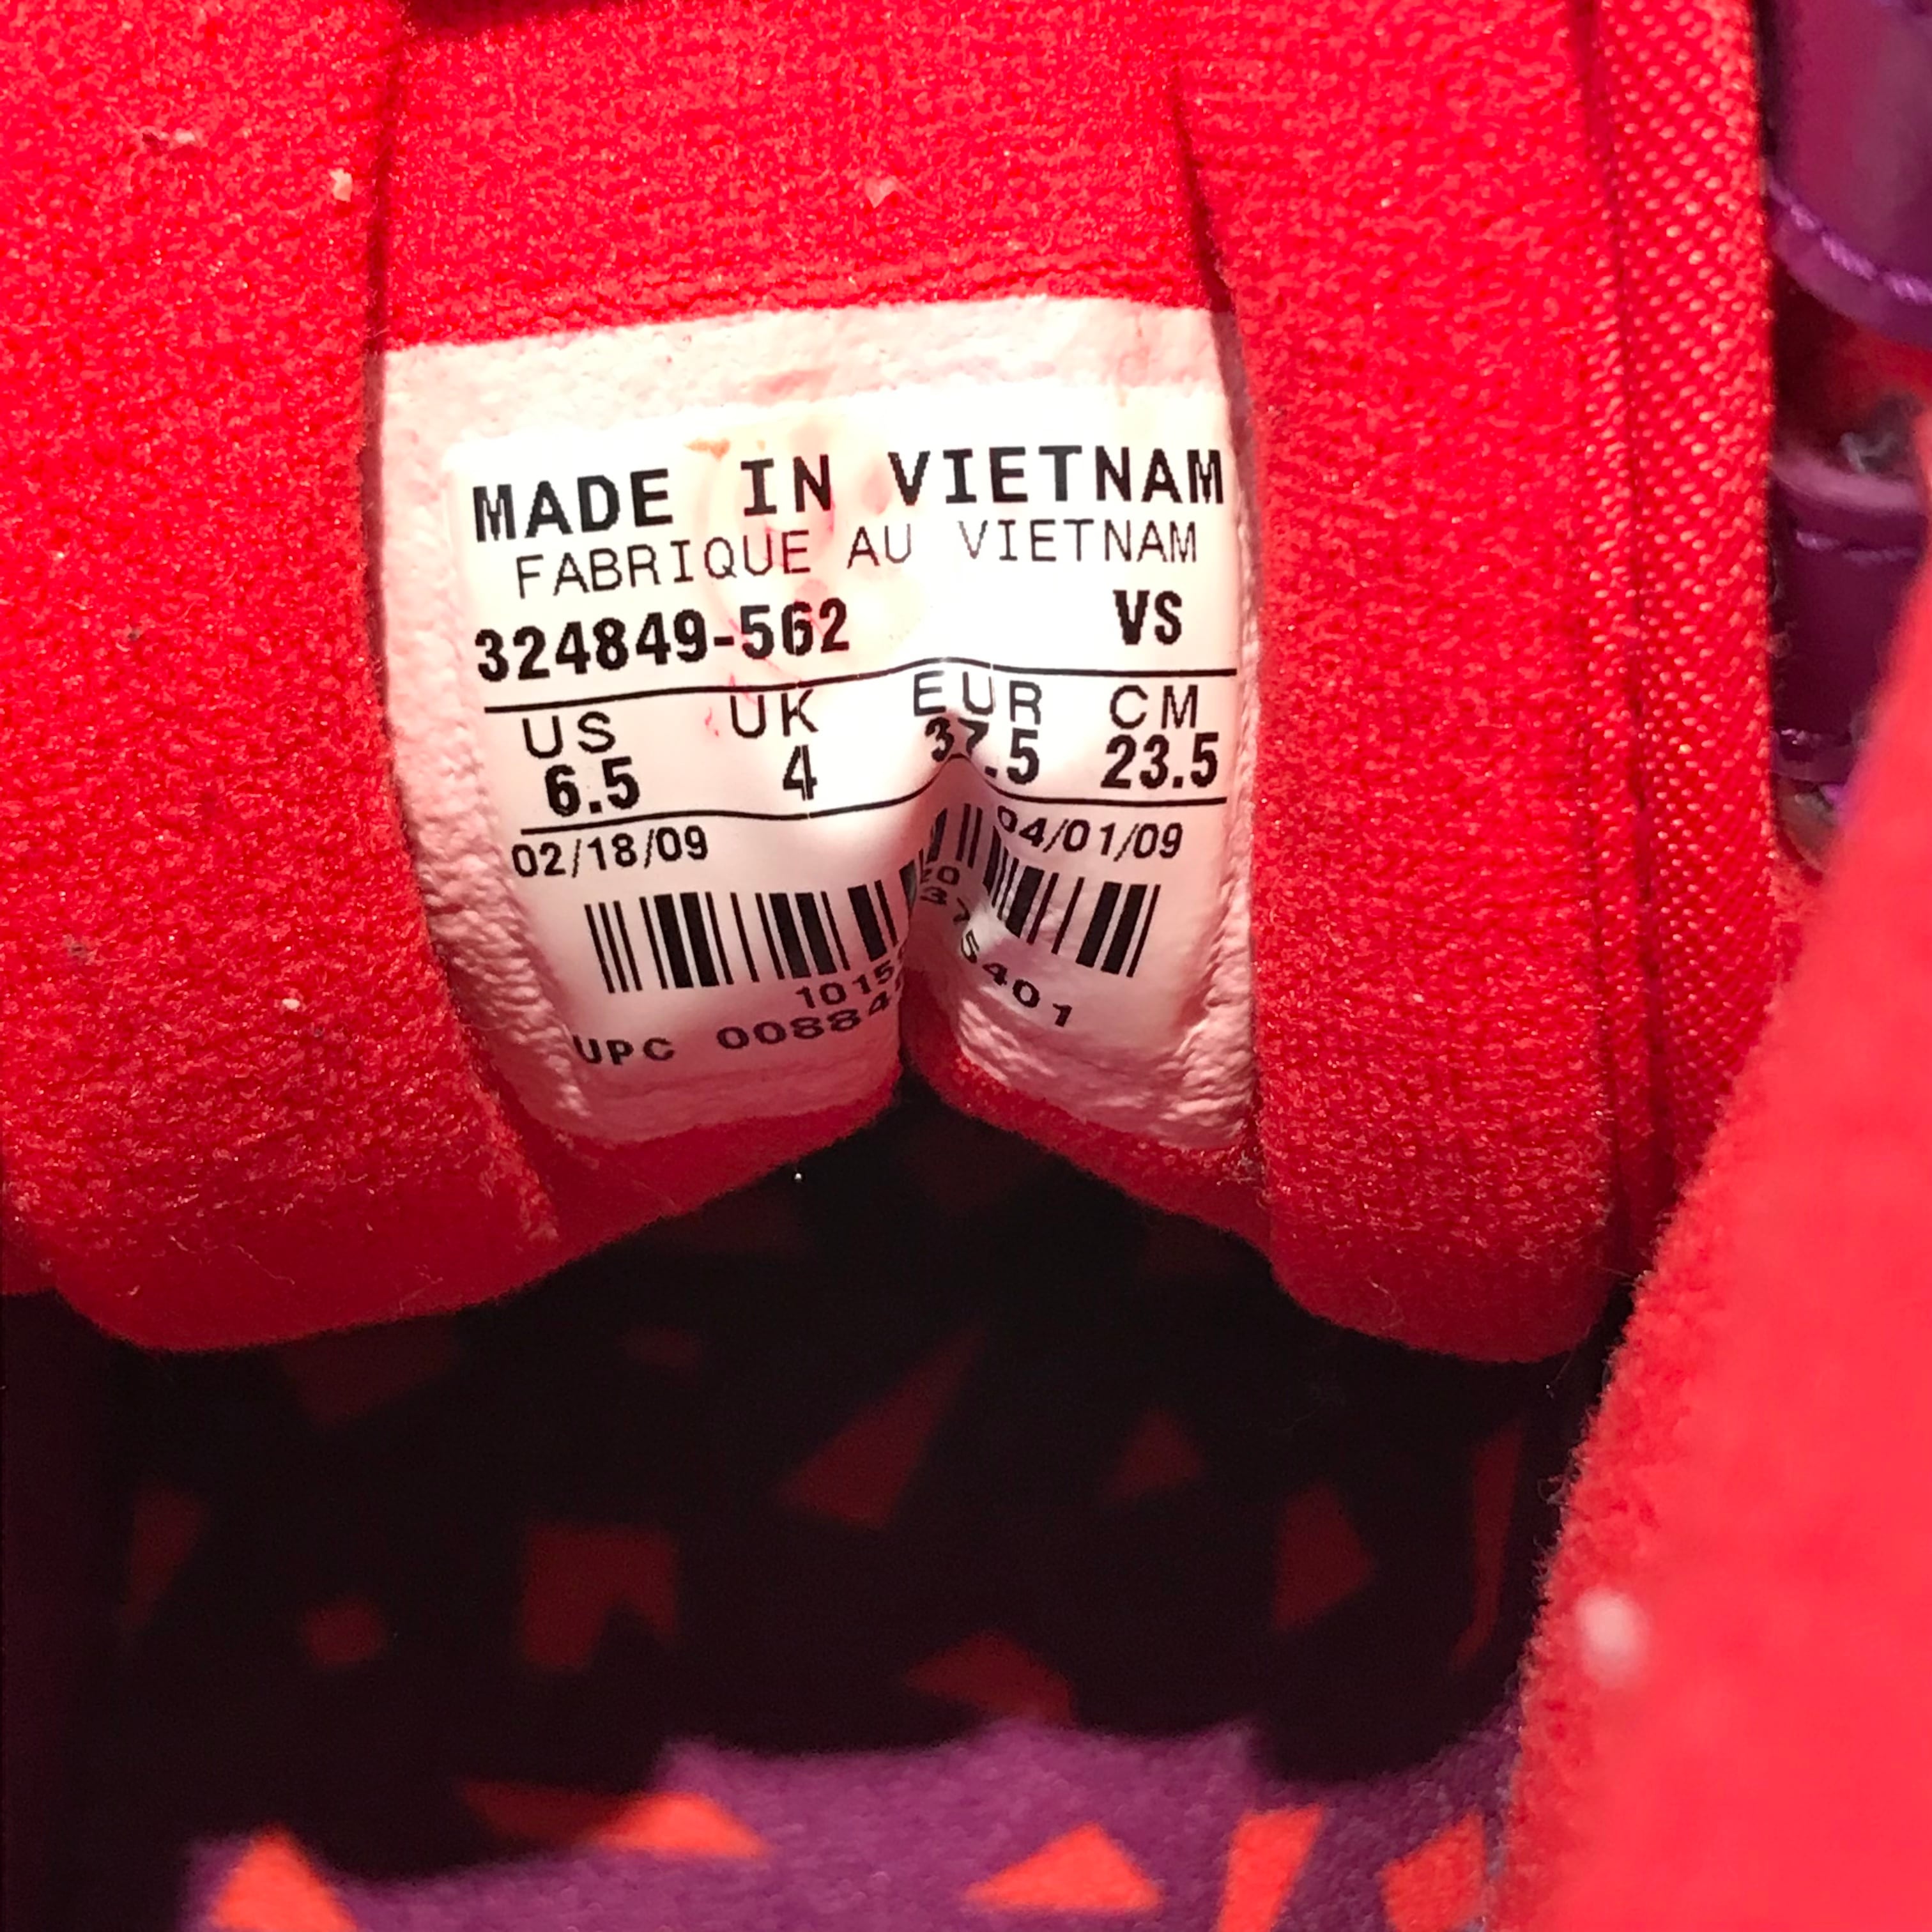 MADE IN VIETNAM
FABRIQUE AU VIETNAM
324849-562 VS
US UK EUR CM
6.5 4 37.5 23.5
02/18/09 04/01/09
UPC